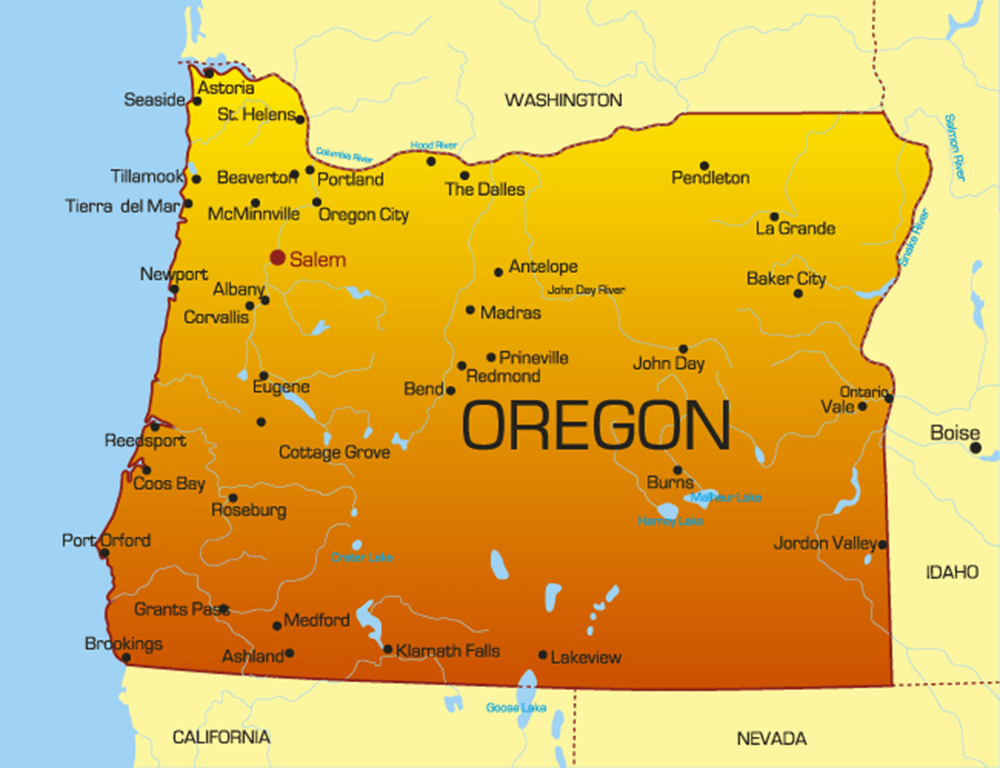 Astoria
Seaside
WASHINGTON
St. Helens
Salmon River
Hood River
Columbia River
Tillamook
Beaverton
Portland
Pendleton
The Dalles
Tierra del Mar
McMinnville
Oregon City
La Grande
Snake River
Salem
Newport
Antelope
Baker City
Albany
John Day River
Corvallis
Madras
Prineville
John Day
Redmond
Eugene
Bend
Ontario
Vale
OREGON
Reedsport
Boise
Cottage Grove
Coos Bay
Burns
Malheur Lake
Roseburg
Harney Lake
Port Orford
Jordon Valley
Crater Lake
IDAHO
Grants Pass
Medford
Brookings
Ashland
Klamath Falls
Lakeview
Goose Lake
CALIFORNIA
NEVADA